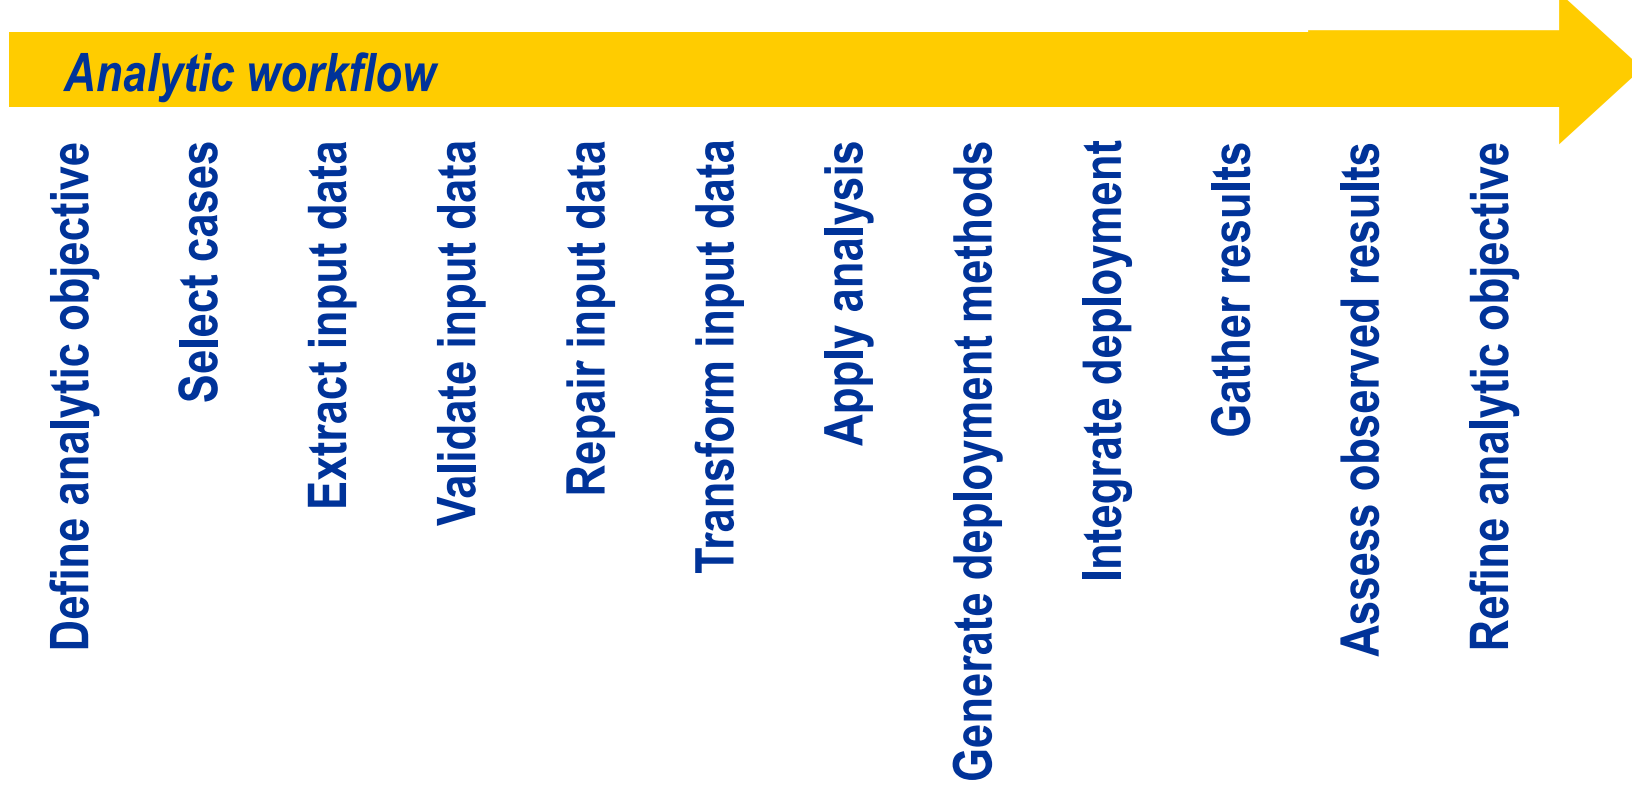 Analytic workflow
Define analytic objective
Select cases
Extract input data
Validate input data
Repair input data
Transform input data
Apply analysis
Generate deployment methods
Integrate deployment
Gather results
Assess observed results
Refine analytic objective